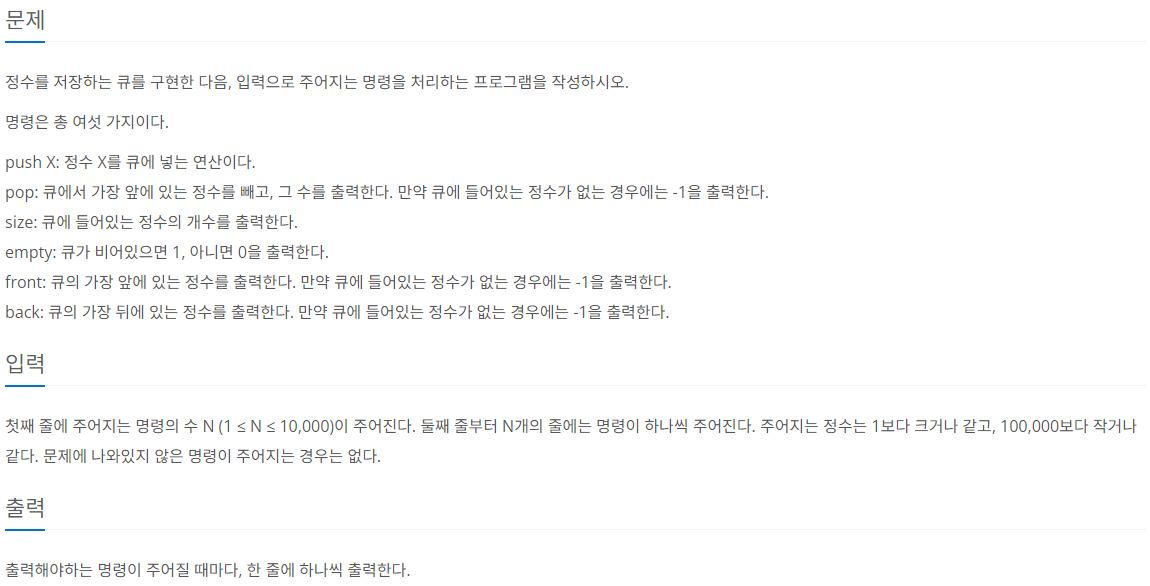 문제
정수를 저장하는 큐를 구현한 다음, 입력으로 주어지는 명령을 처리하는 프로그램을 작성하시오.
명령은 총 여섯 가지이다.
push X: 정수 X를 큐에 넣는 연산이다.
pop: 큐에서 가장 앞에 있는 정수를 빼고, 그 수를 출력한다. 만약 큐에 들어있는 정수가 없는 경우에는 -1을 출력한다.
size: 큐에 들어있는 정수의 개수를 출력한다.
empty: 큐가 비어있으면 1, 아니면 0을 출력한다.
front: 큐의 가장 앞에 있는 정수를 출력한다. 만약 큐에 들어있는 정수가 없는 경우에는 -1을 출력한다.
back: 큐의 가장 뒤에 있는 정수를 출력한다. 만약 큐에 들어있는 정수가 없는 경우에는 -1을 출력한다.
입력
첫째 줄에 주어지는 명령의 수 N (1 ≤ N ≤ 10,000)이 주어진다. 둘째 줄부터 N개의 줄에는 명령이 하나씩 주어진다. 주어지는 정수는 1보다 크거나 같고, 100,000보다 작거나
같다. 문제에 나와있지 않은 명령이 주어지는 경우는 없다.
출력
출력해야하는 명령이 주어질 때마다, 한 줄에 하나씩 출력한다.